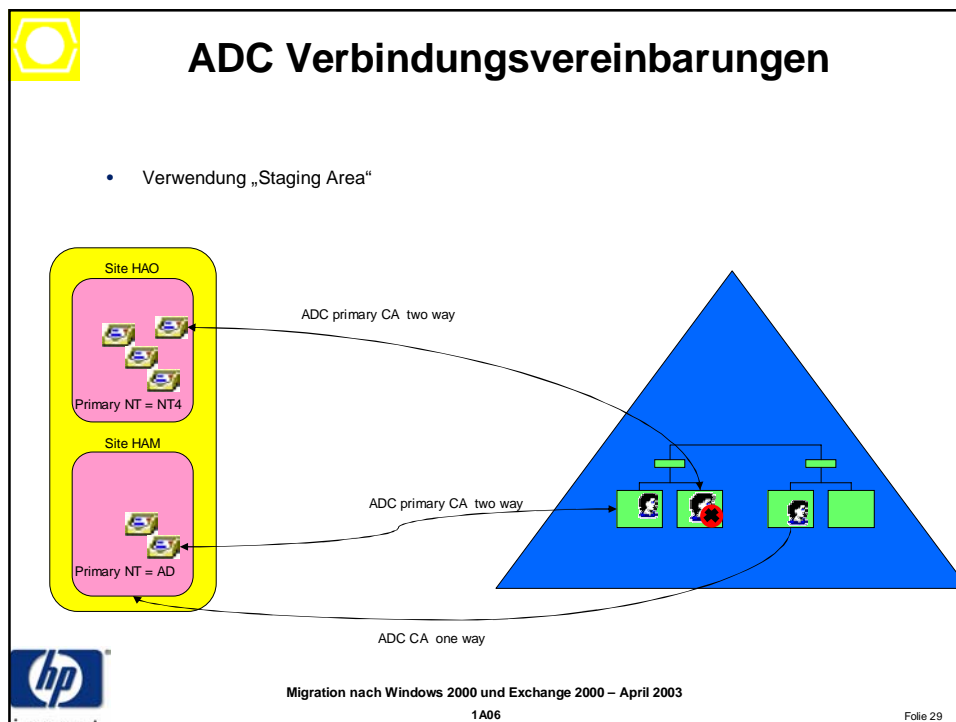 ADC Verbindungsvereinbarungen
• Verwendung „Staging Area“
Site HAO
Primary NT = NT4
Site HAM
Primary NT = AD
ADC primary CA two way
ADC primary CA two way
ADC CA one way
hp
Migration nach Windows 2000 und Exchange 2000 – April 2003
1A06
Folie 29